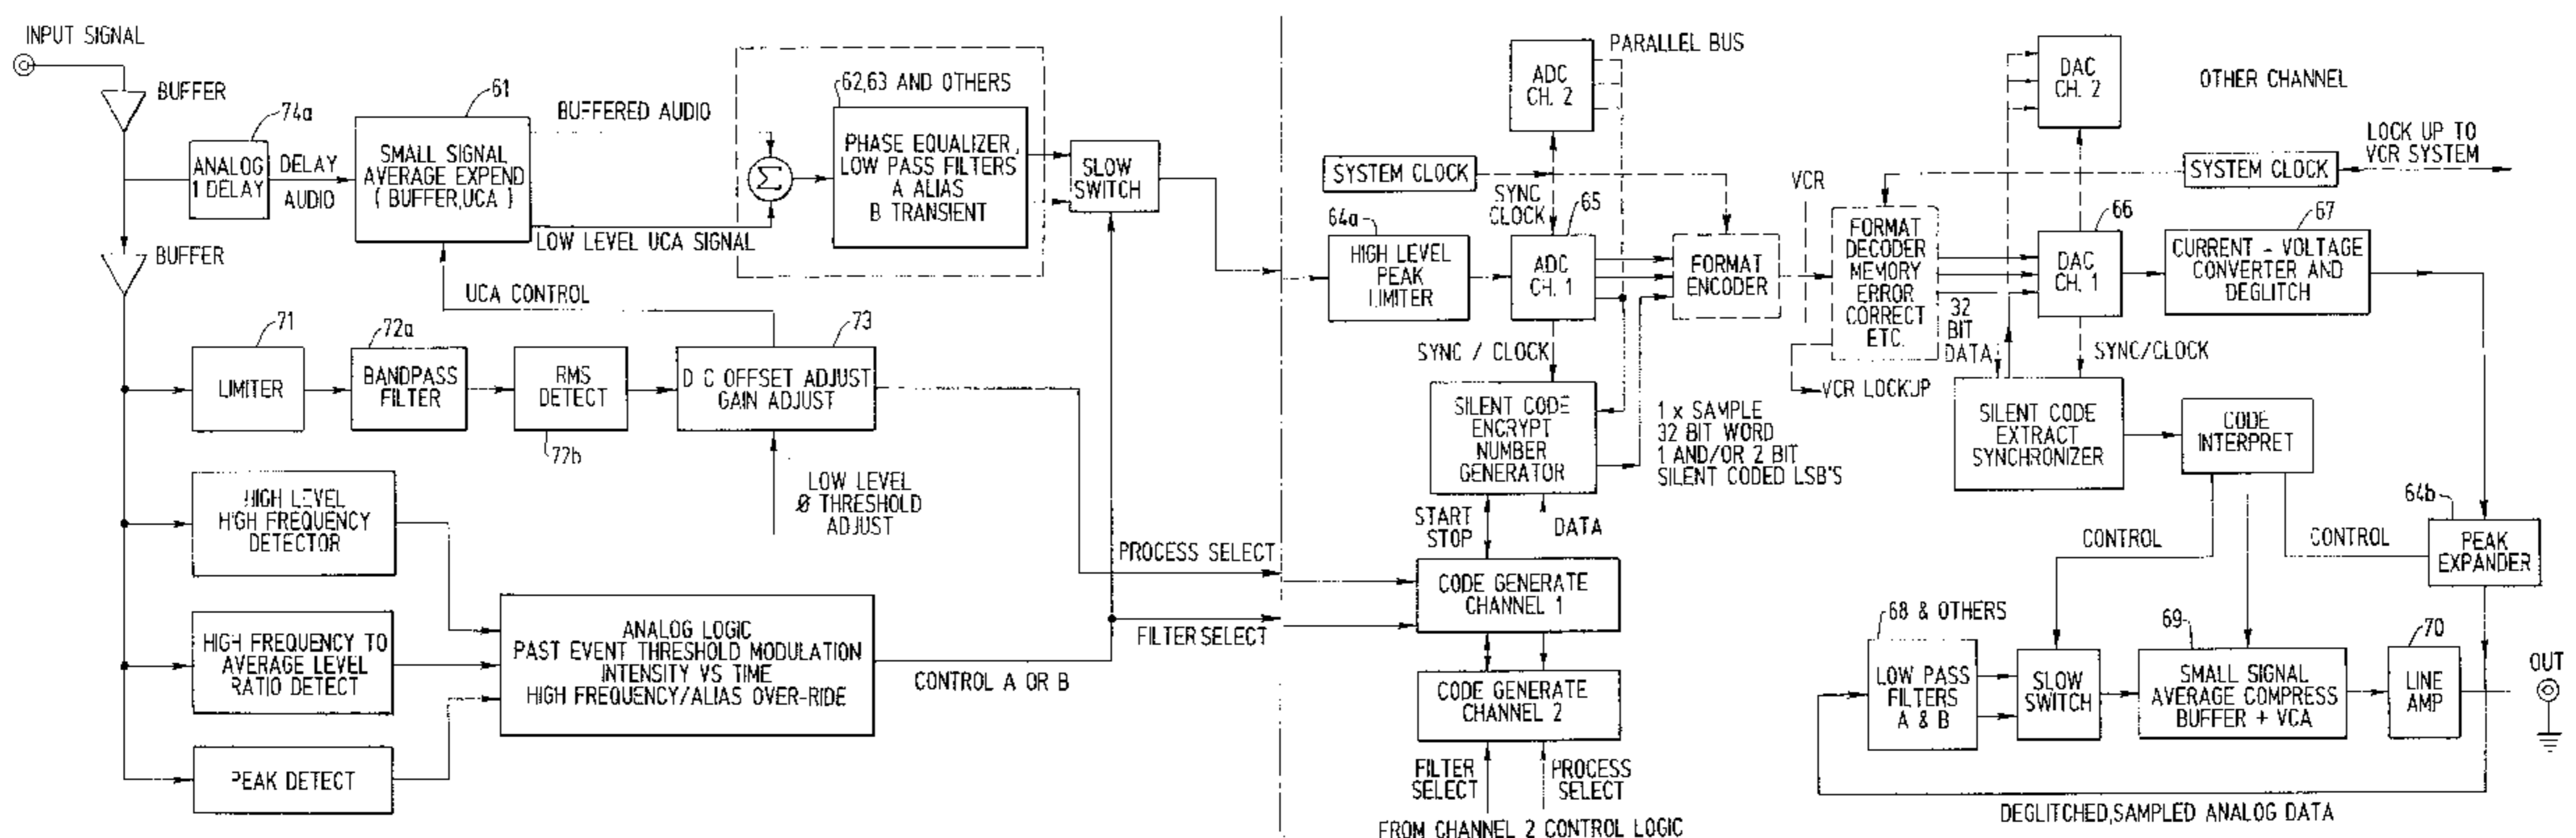 INPUT SIGNAL
BUFFER
74a
ANALOG
1 DELAY
DELAY
AUDIO
61
SMALL SIGNAL
AVERAGE EXPEND
( BUFFER,UCA )
BUFFERED AUDIO
LOW LEVEL UCA SIGNAL
62,63 AND OTHERS
Σ
PHASE EQUALIZER,
LOW PASS FILTERS
A ALIAS
B TRANSIENT
SLOW
SWITCH
BUFFER
UCA CONTROL
71
LIMITER
72a
BANDPASS
FILTER
RMS
DETECT
72b
73
D C OFFSET ADJUST
GAIN ADJUST
LOW LEVEL
Ø THRESHOLD
ADJUST
HIGH LEVEL
HIGH FREQUENCY
DETECTOR
HIGH FREQUENCY TO
AVERAGE LEVEL
RATIO DETECT
PEAK DETECT
ANALOG LOGIC
PAST EVENT THRESHOLD MODULATION
INTENSITY VS TIME
HIGH FREQUENCY/ALIAS OVER-RIDE
CONTROL A OR B
PROCESS SELECT
FILTER SELECT
ADC
CH. 2
PARALLEL BUS
SYSTEM CLOCK
SYNC
CLOCK
64a
HIGH LEVEL
PEAK
LIMITER
65
ADC
CH. 1
FORMAT
ENCODER
SYNC / CLOCK
SILENT CODE
ENCRYPT
NUMBER
GENERATOR
1 x SAMPLE
32 BIT WORD
1 AND/OR 2 BIT
SILENT CODED LSB'S
START
STOP
DATA
CODE GENERATE
CHANNEL 1
CODE GENERATE
CHANNEL 2
FILTER
SELECT
PROCESS
SELECT
FROM CHANNEL 2 CONTROL LOGIC
VCR
FORMAT
DECODER
MEMORY
ERROR
CORRECT
ETC.
VCR LOCKUP
32
BIT
DATA
DAC
CH. 2
OTHER CHANNEL
SYSTEM CLOCK
LOCK UP TO
VCR SYSTEM
66
DAC
CH. 1
67
CURRENT - VOLTAGE
CONVERTER AND
DEGLITCH
SYNC/CLOCK
SILENT CODE
EXTRACT
SYNCHRONIZER
CODE
INTERPRET
CONTROL
CONTROL
64b
PEAK
EXPANDER
68 & OTHERS
LOW PASS
FILTERS
A & B
SLOW
SWITCH
69
SMALL SIGNAL
AVERAGE COMPRESS
BUFFER + VCA
70
LINE
AMP
OUT
DEGLITCHED,SAMPLED ANALOG DATA